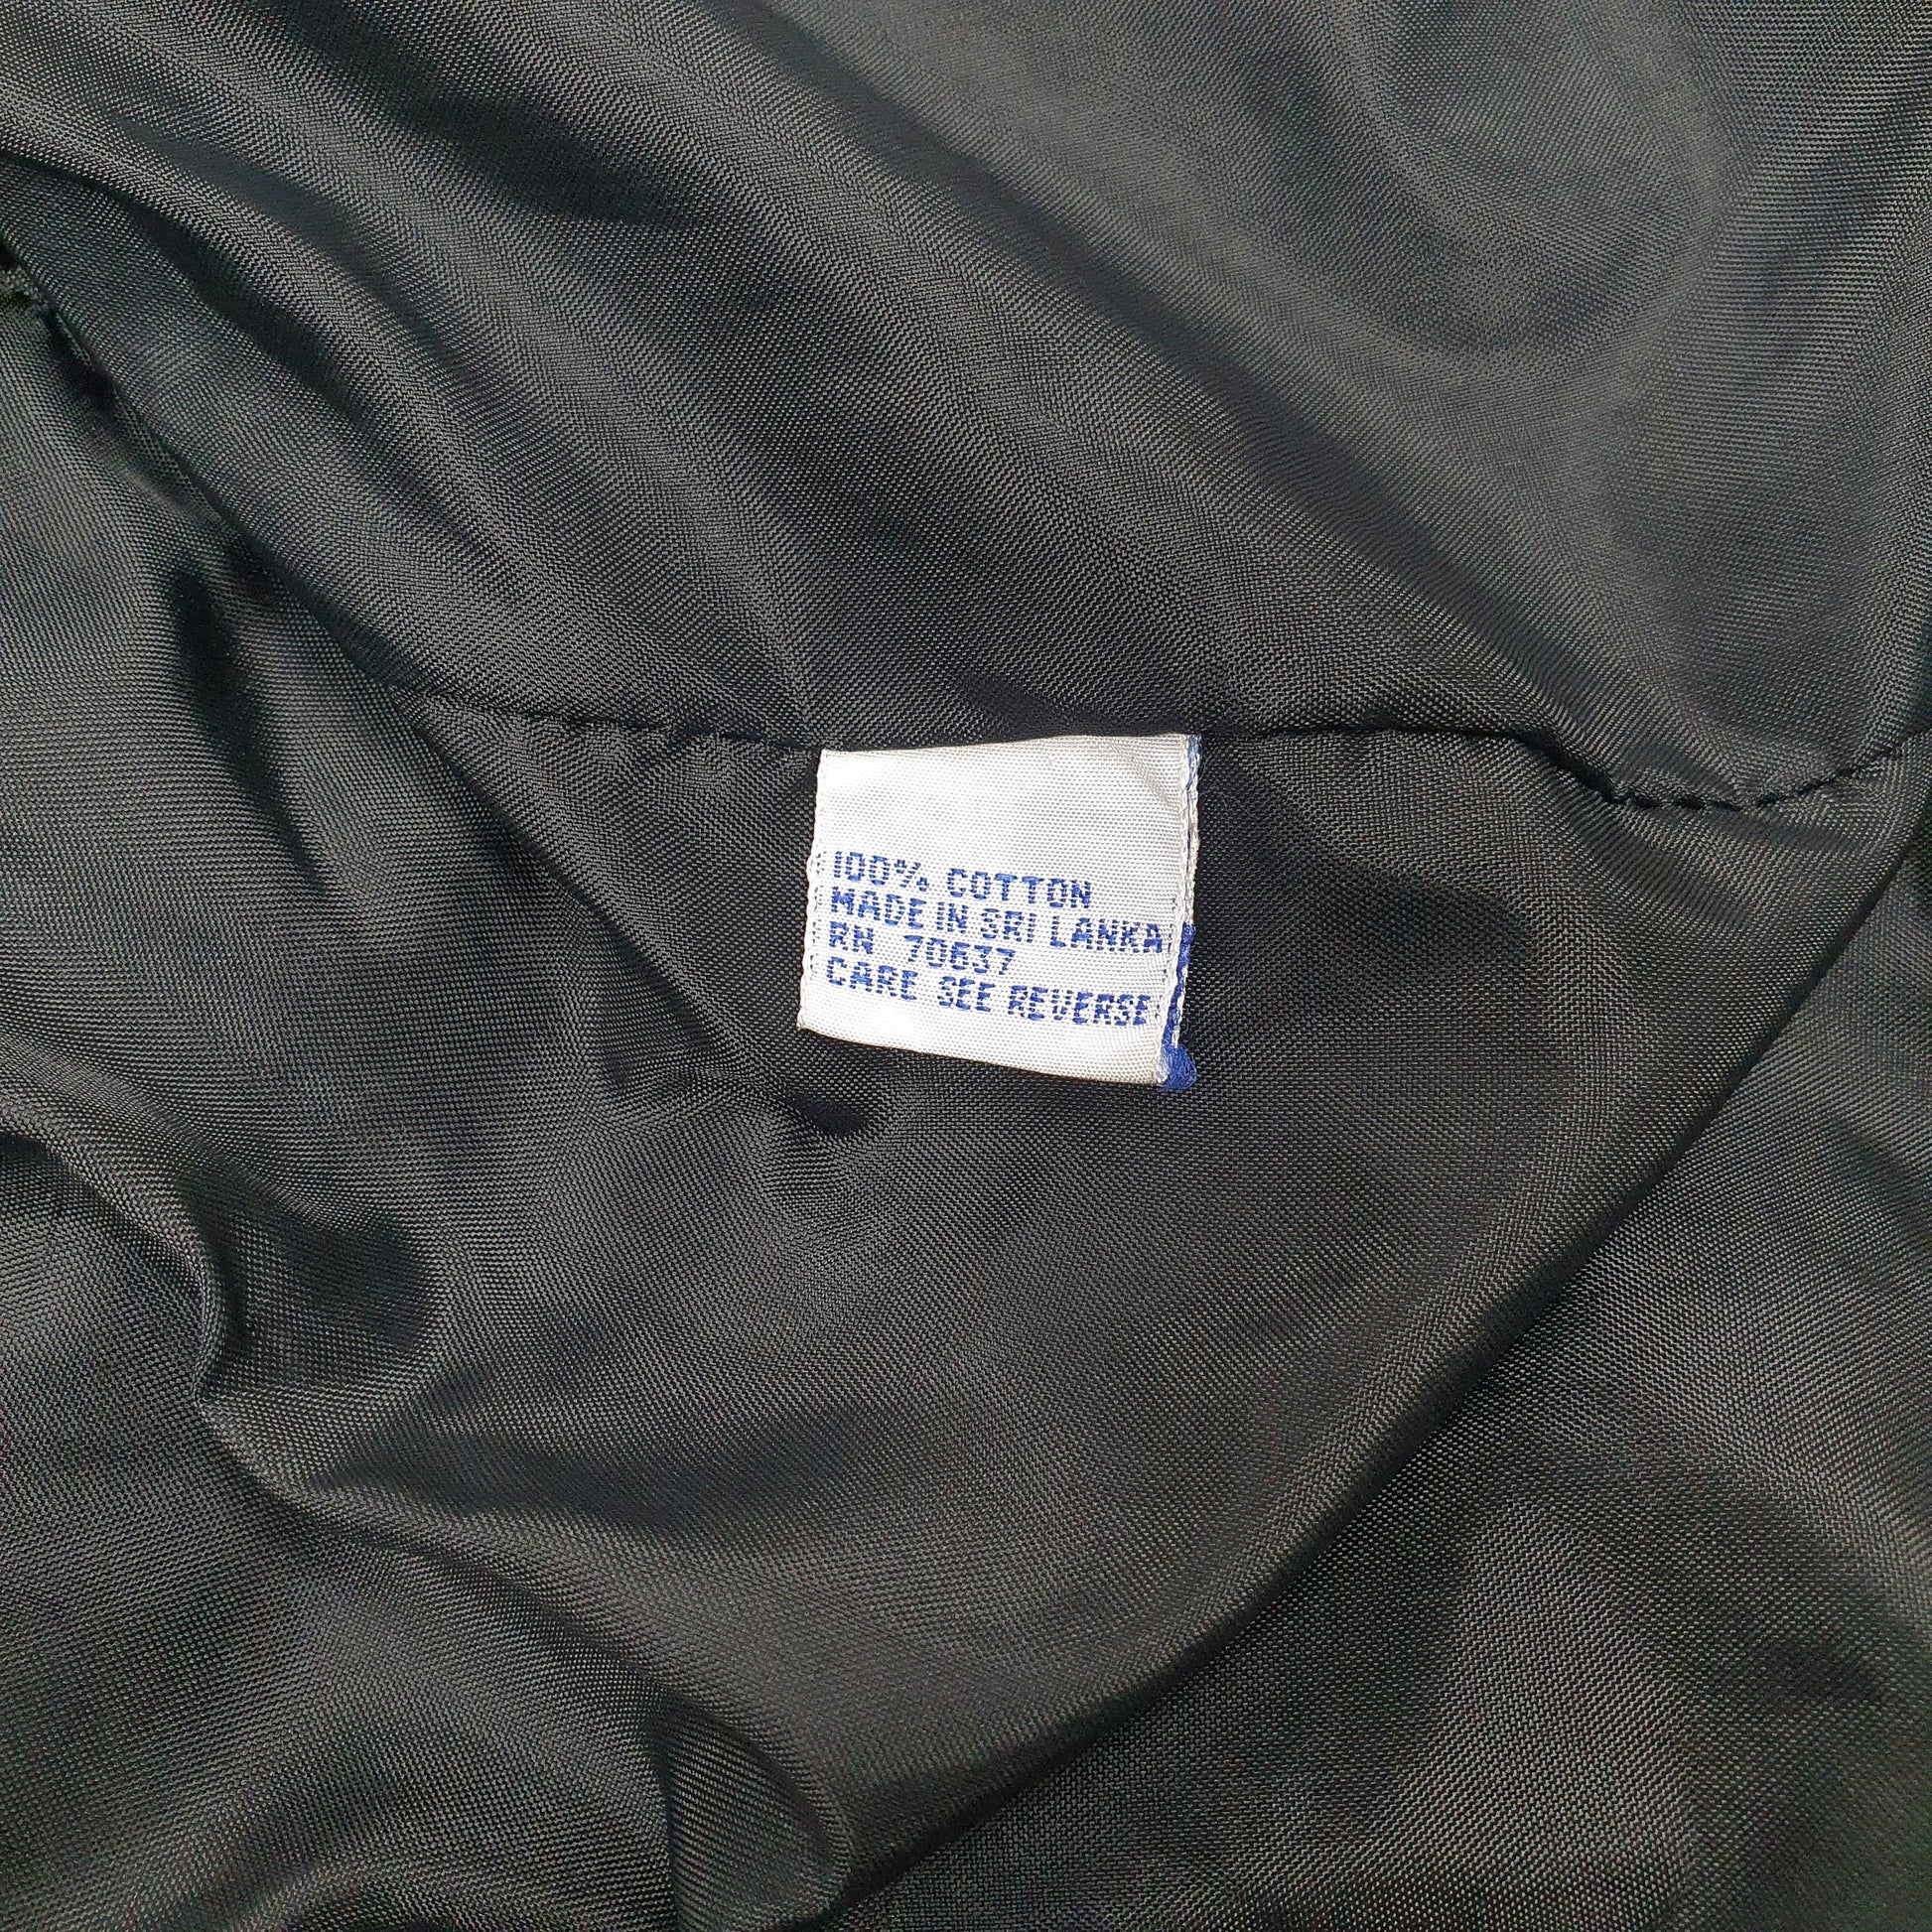 100% COTTON
MADE IN SRI LANKA
RN 70637
CARE SEE REVERSE